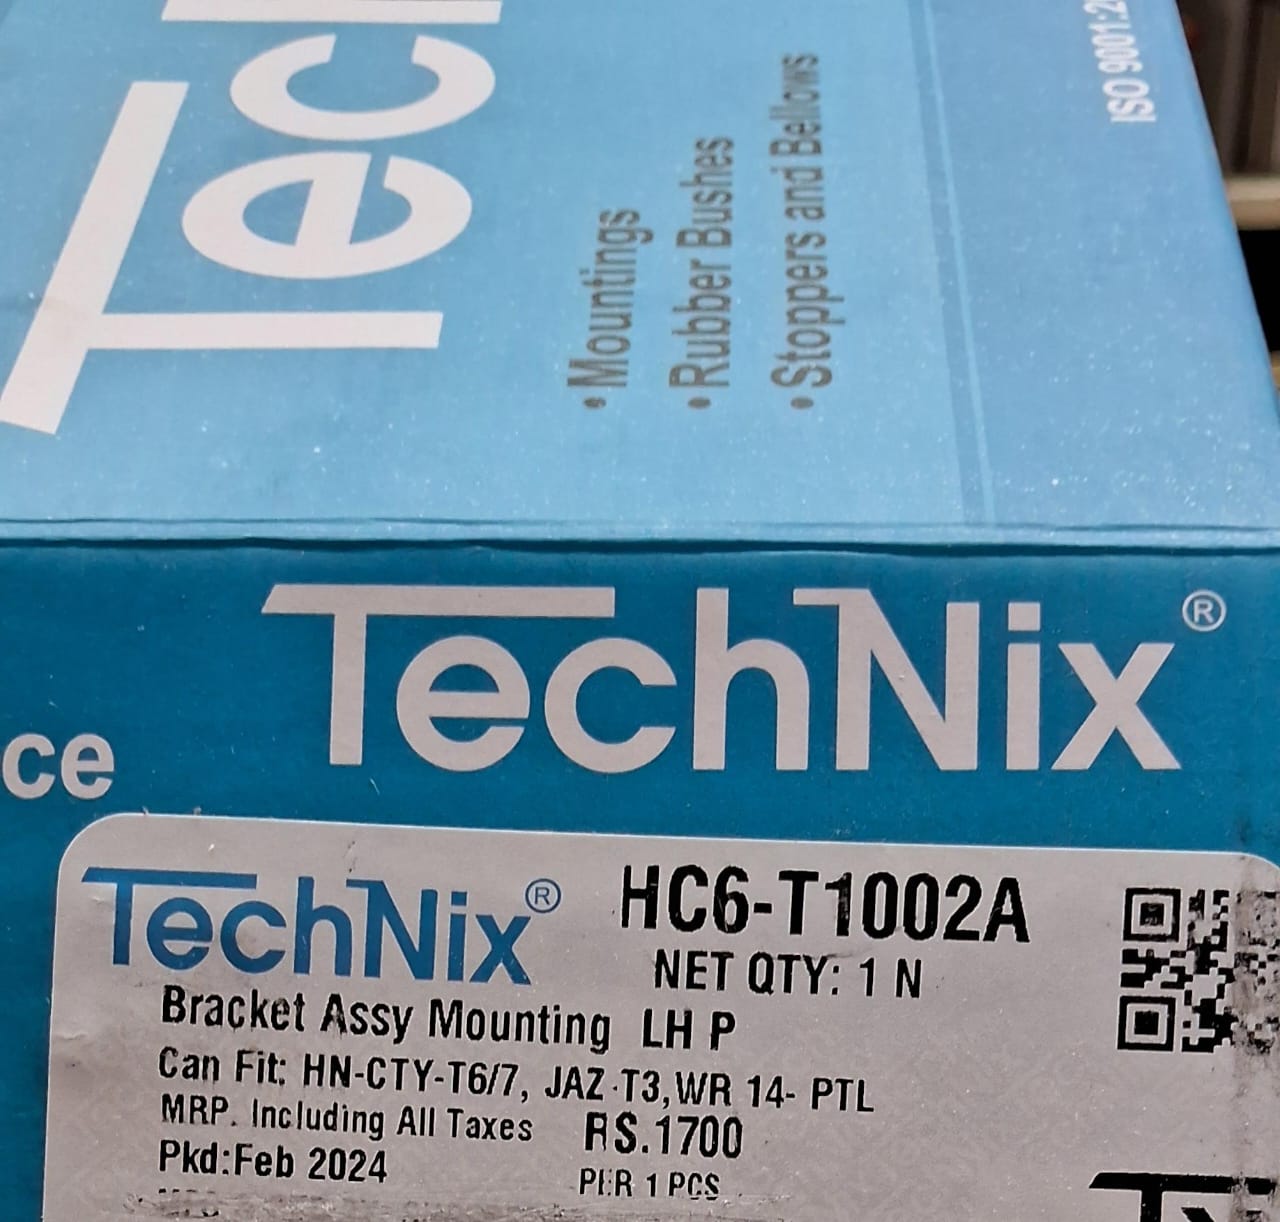 Tech
• Mountings
• Rubber Bushes
• Stoppers and Bellows
ISO 9001:2
TechNix®
ce
TechNix®
HC6-T1002A
NET QTY: 1 N
Bracket Assy Mounting LH P
Can Fit: HN-CTY-T6/7, JAZ-T3,WR 14- PTL
MRP. Including All Taxes RS.1700
Pkd:Feb 2024
PER 1 PCS